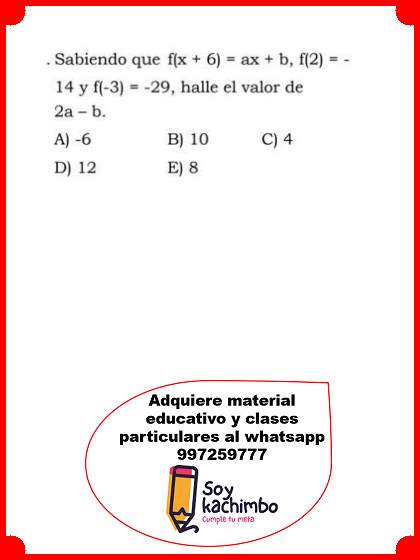 . Sabiendo que f(x + 6) = ax + b, f(2) = -
14 y f(-3) = -29, halle el valor de
2a – b.
A) -6 B) 10 C) 4
D) 12 E) 8
Adquiere material
educativo y clases
particulares al whatsapp
997259777
Soy
kachimbo
Cumple tu meta